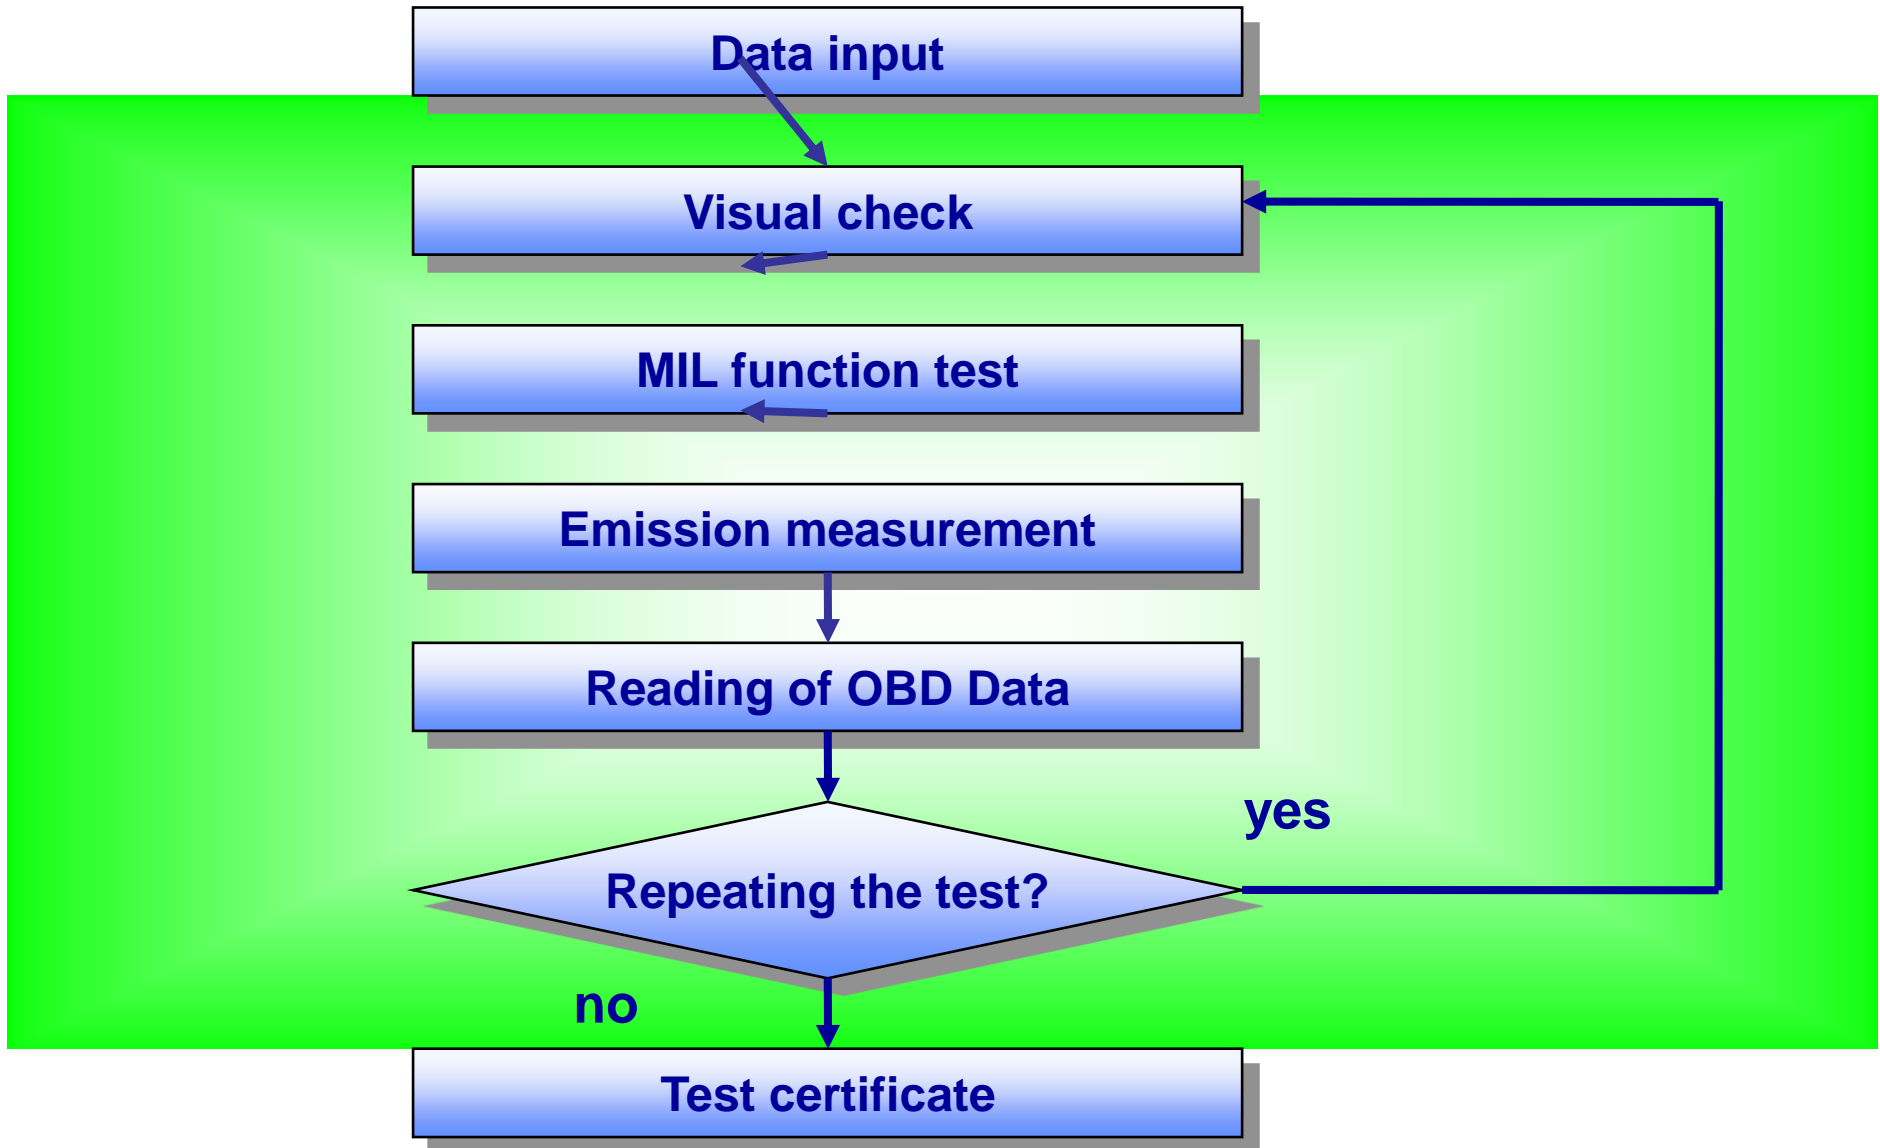 Data input
Visual check
MIL function test
Emission measurement
Reading of OBD Data
yes
Repeating the test?
no
Test certificate